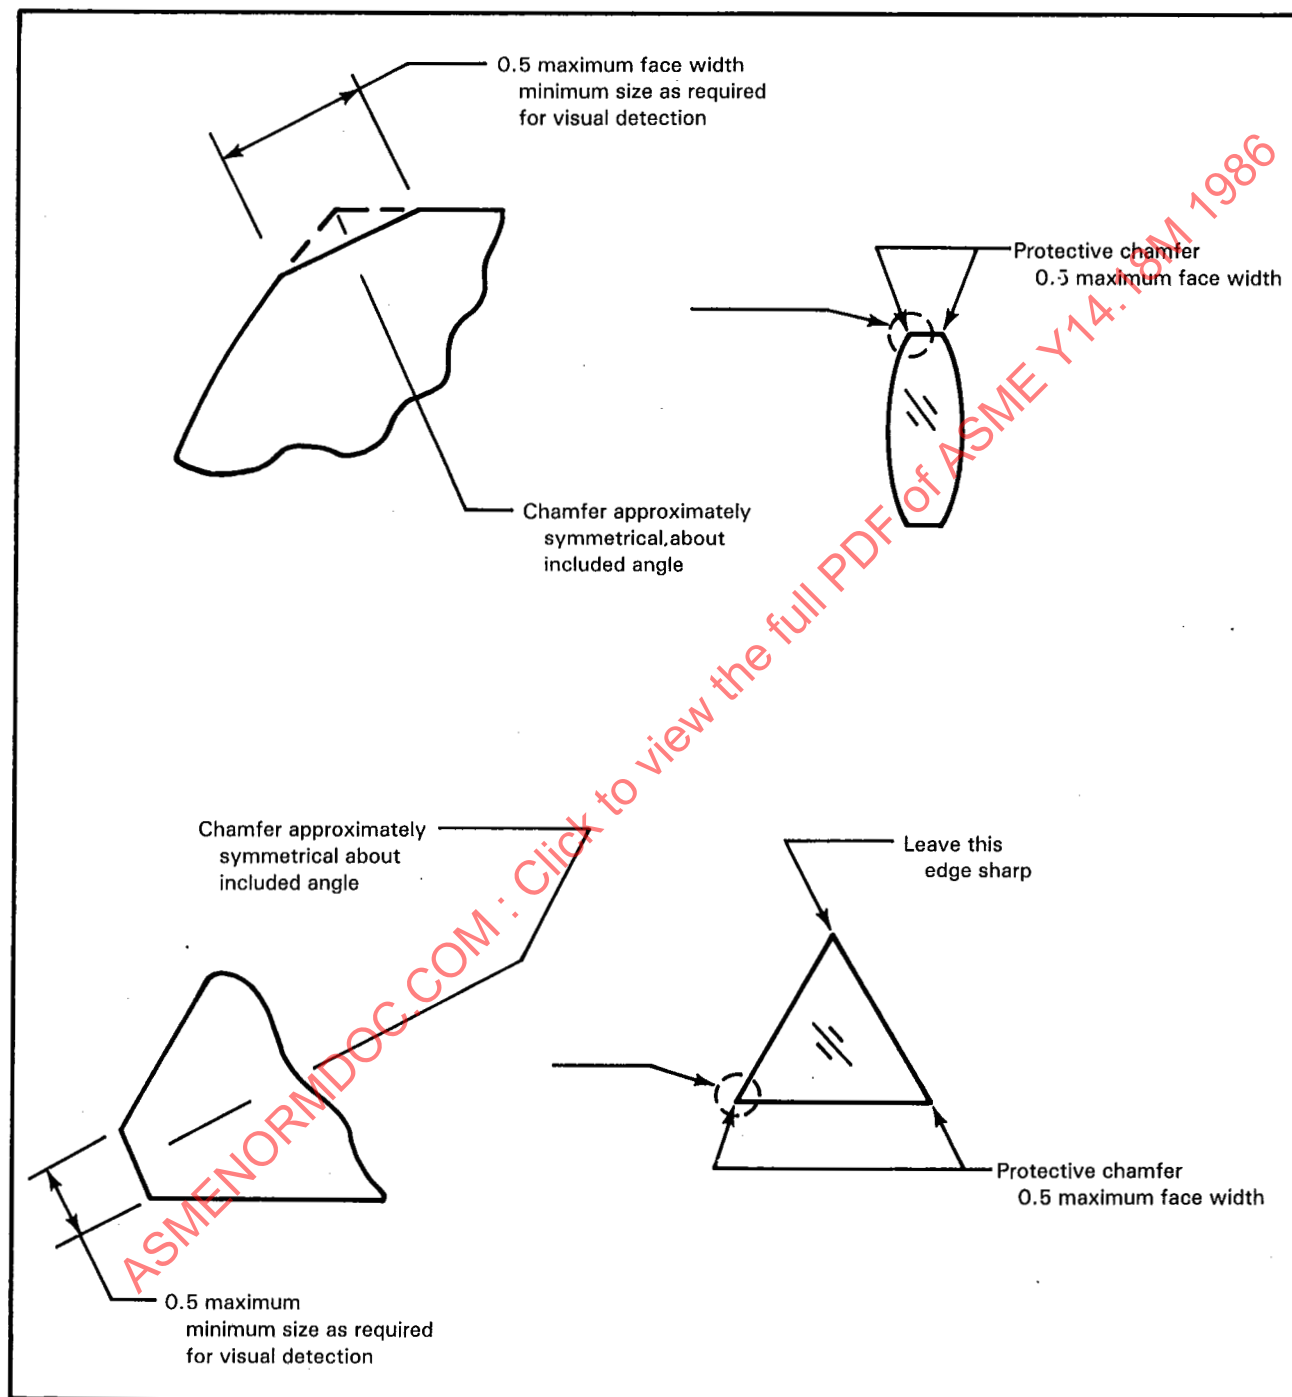 0.5 maximum face width
minimum size as required
for visual detection
Protective chamfer
0.5 maximum face width
Chamfer approximately
symmetrical,about
included angle
Chamfer approximately
symmetrical about
included angle
Leave this
edge sharp
Protective chamfer
0.5 maximum face width
0.5 maximum
minimum size as required
for visual detection
ASMENORMDOC.COM : Click to view the full PDF of ASME Y14.18M 1986